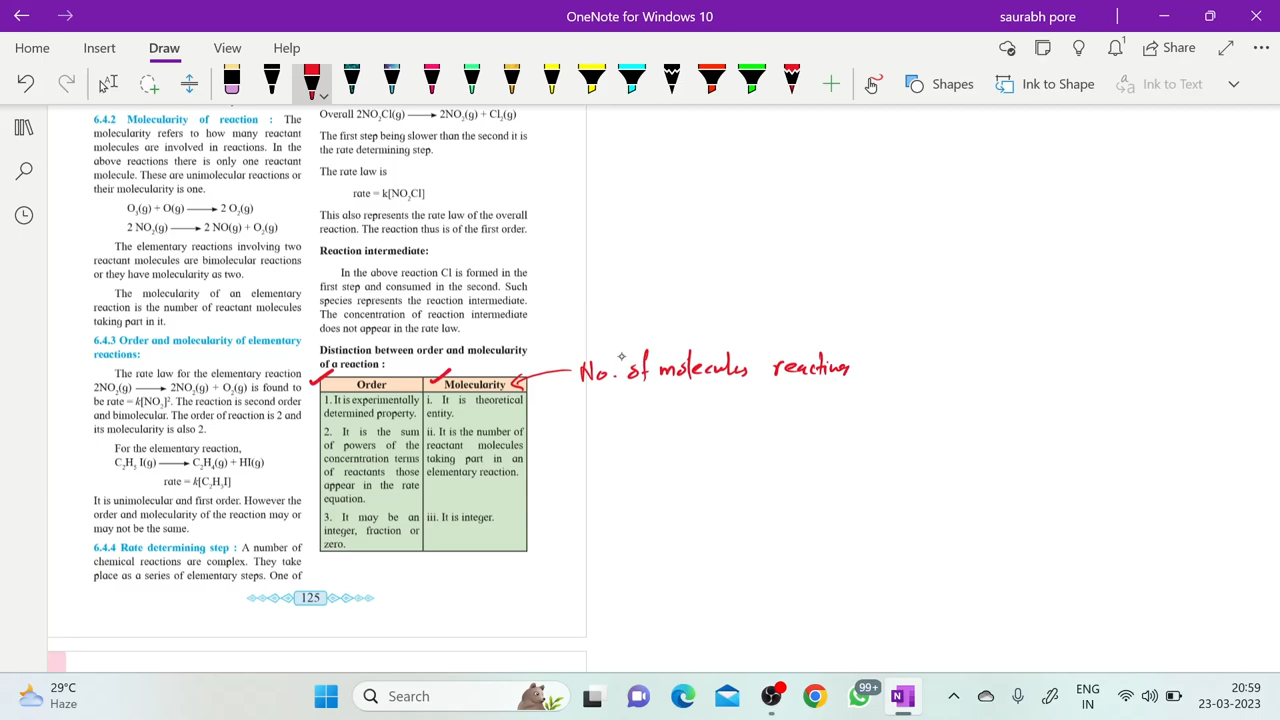 OneNote for Windows 10
saurabh pore
Home
Insert
Draw
View
Help
1
Share
Shapes
Ink to Shape
Ink to Text
6.4.2 Molecularity of reaction : The
molecularity refers to how many reactant
molecules are involved in reactions. In the
above reactions there is only one reactant
molecule. These are unimolecular reactions or
their molecularity is one.
O₃(g) + O(g) ⟶ 2 O₂(g)
2 NO₂(g) ⟶ 2 NO(g) + O₂(g)
The elementary reactions involving two
reactant molecules are bimolecular reactions
or they have molecularity as two.
The molecularity of an elementary
reaction is the number of reactant molecules
taking part in it.
6.4.3 Order and molecularity of elementary
reactions:
The rate law for the elementary reaction
2NO₂(g) ⟶ 2NO₂(g) + O₂(g) is found to
be rate = k[NO₂]². The reaction is second order
and bimolecular. The order of reaction is 2 and
its molecularity is also 2.
For the elementary reaction,
C₂H₅ I(g) ⟶ C₂H₄(g) + HI(g)
rate = k[C₂H₅I]
It is unimolecular and first order. However the
order and molecularity of the reaction may or
may not be the same.
6.4.4 Rate determining step : A number of
chemical reactions are complex. They take
place as a series of elementary steps. One of
Overall 2NO₂Cl(g) ⟶ 2NO₂(g) + Cl₂(g)
The first step being slower than the second it is
the rate determining step.
The rate law is
rate = k[NO₂Cl]
This also represents the rate law of the overall
reaction. The reaction thus is of the first order.
Reaction intermediate:
In the above reaction Cl is formed in the
first step and consumed in the second. Such
species represents the reaction intermediate.
The concentration of reaction intermediate
does not appear in the rate law.
Distinction between order and molecularity
of a reaction :
Order
Molecularity
1. It is experimentally
determined property.
i. It is theoretical
entity.
2. It is the sum
of powers of the
concerntration terms
of reactants those
appear in the rate
equation.
ii. It is the number of
reactant molecules
taking part in an
elementary reaction.
3. It may be an
integer, fraction or
zero.
iii. It is integer.
125
No. of molecules reacting
29°C
Haze
Search
99+
ENG
IN
20:59
23-03-2023